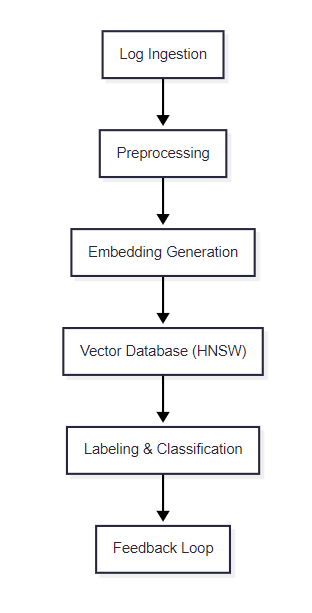 Log Ingestion
Preprocessing
Embedding Generation
Vector Database (HNSW)
Labeling & Classification
Feedback Loop